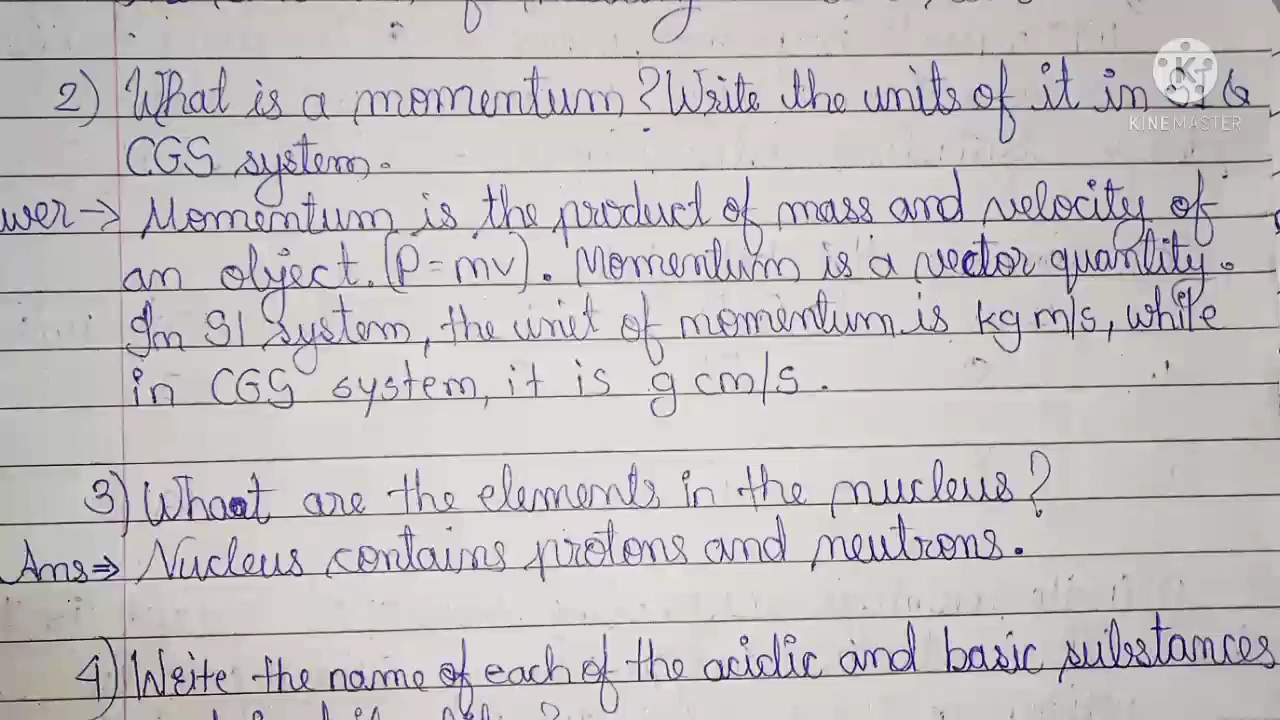 2) What is a momentum? Write the units of it in SI &
KINEMASTER
CGS system.
wer → Momentum is the product of mass and velocity of
an object. (P = mv). Momentum is a vector quantity.
In SI system, the unit of momentum is kg m/s, while
in CGS system, it is g cm/s.
3) What are the elements in the nucleus?
Ans ⇒ Nucleus contains protons and neutrons.
4) Write the name of each of the acidic and basic substances